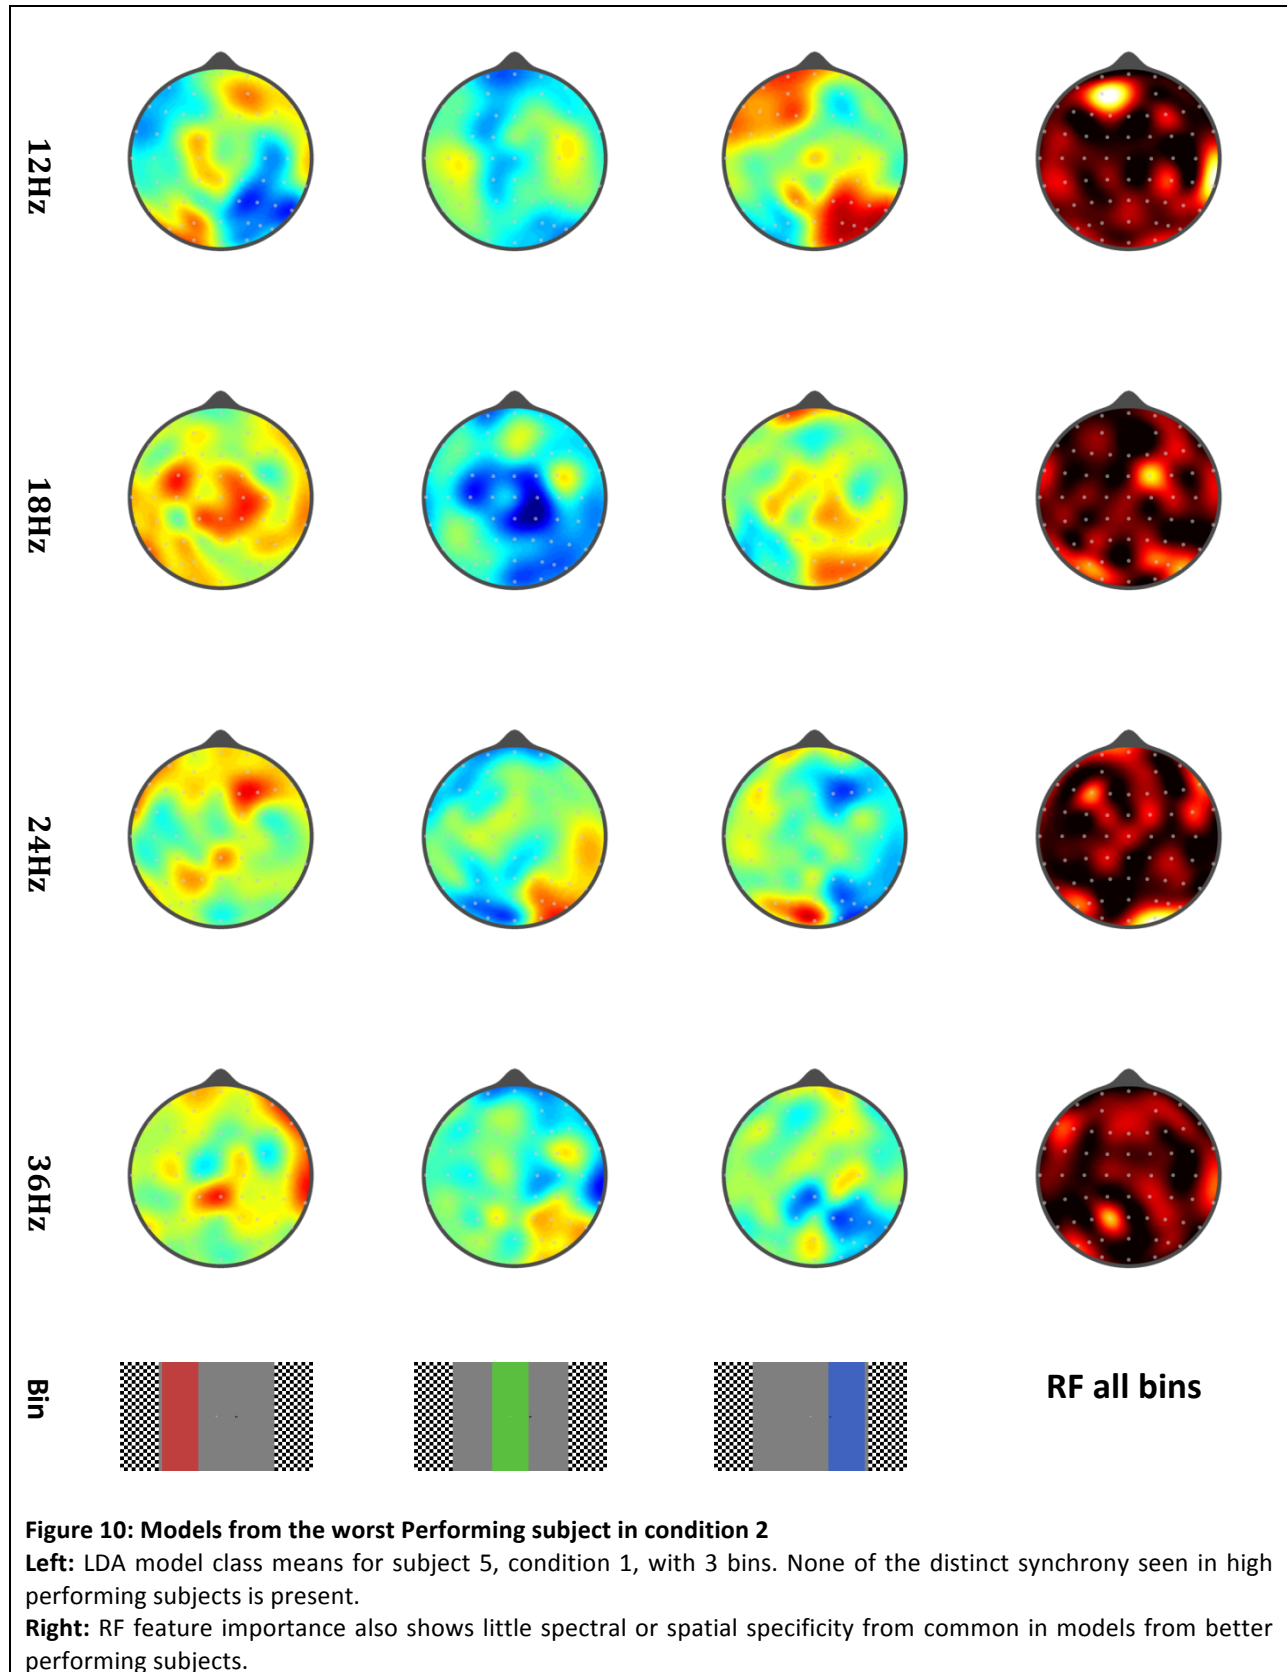 12Hz
18Hz
24Hz
36Hz
Bin
RF all bins
Figure 10: Models from the worst Performing subject in condition 2
Left: LDA model class means for subject 5, condition 1, with 3 bins. None of the distinct synchrony seen in high
performing subjects is present.
Right: RF feature importance also shows little spectral or spatial specificity from common in models from better
performing subjects.